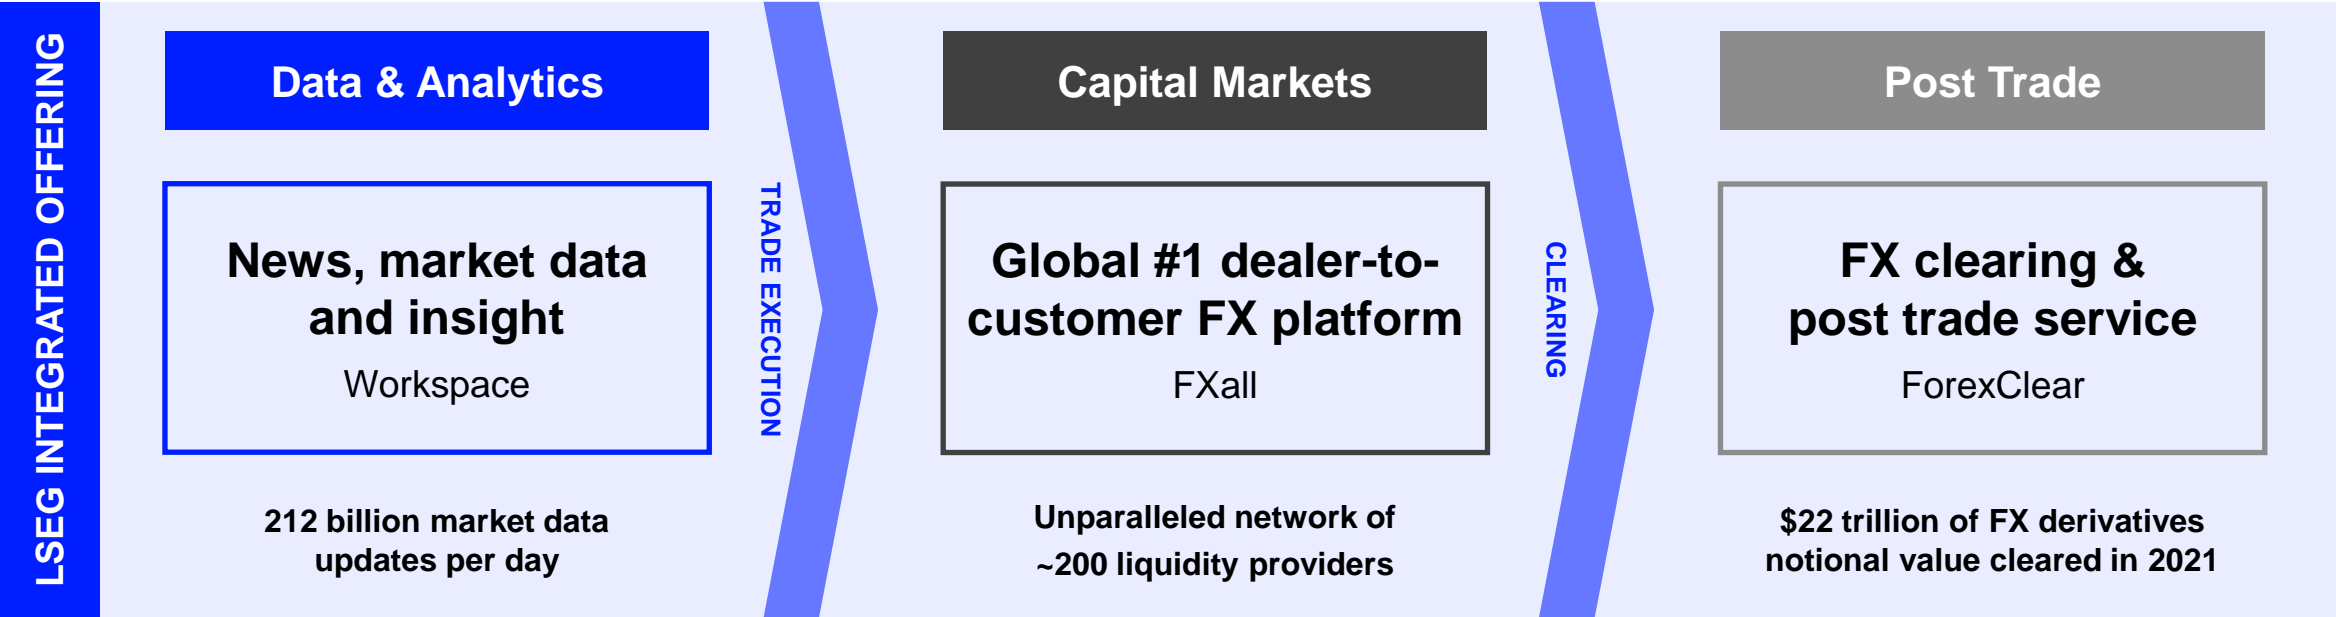 LSEG INTEGRATED OFFERING
Data & Analytics
News, market data
and insight
Workspace
212 billion market data
updates per day
TRADE EXECUTION
Capital Markets
Global #1 dealer-to-
customer FX platform
FXall
Unparalleled network of
~200 liquidity providers
CLEARING
Post Trade
FX clearing &
post trade service
ForexClear
$22 trillion of FX derivatives
notional value cleared in 2021